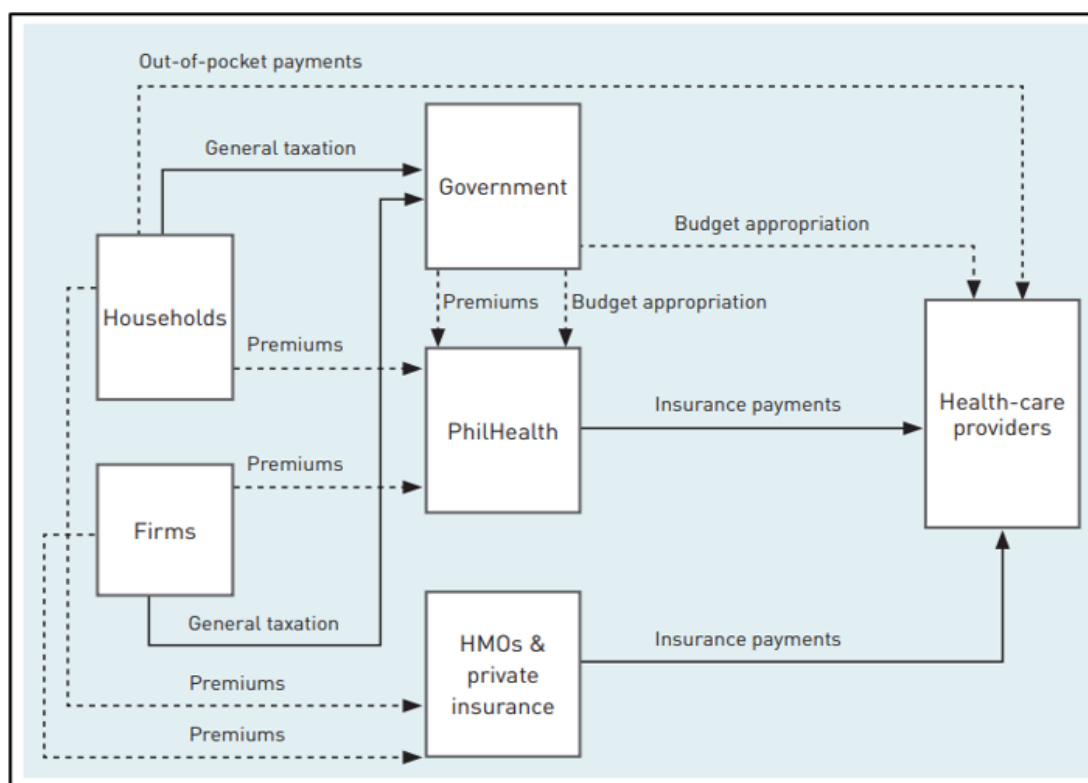 Out-of-pocket payments
General taxation
Government
Budget appropriation
Households
Premiums
Budget appropriation
Premiums
PhilHealth
Insurance payments
Health-care
providers
Premiums
Firms
General taxation
HMOs &
private
insurance
Insurance payments
Premiums
Premiums